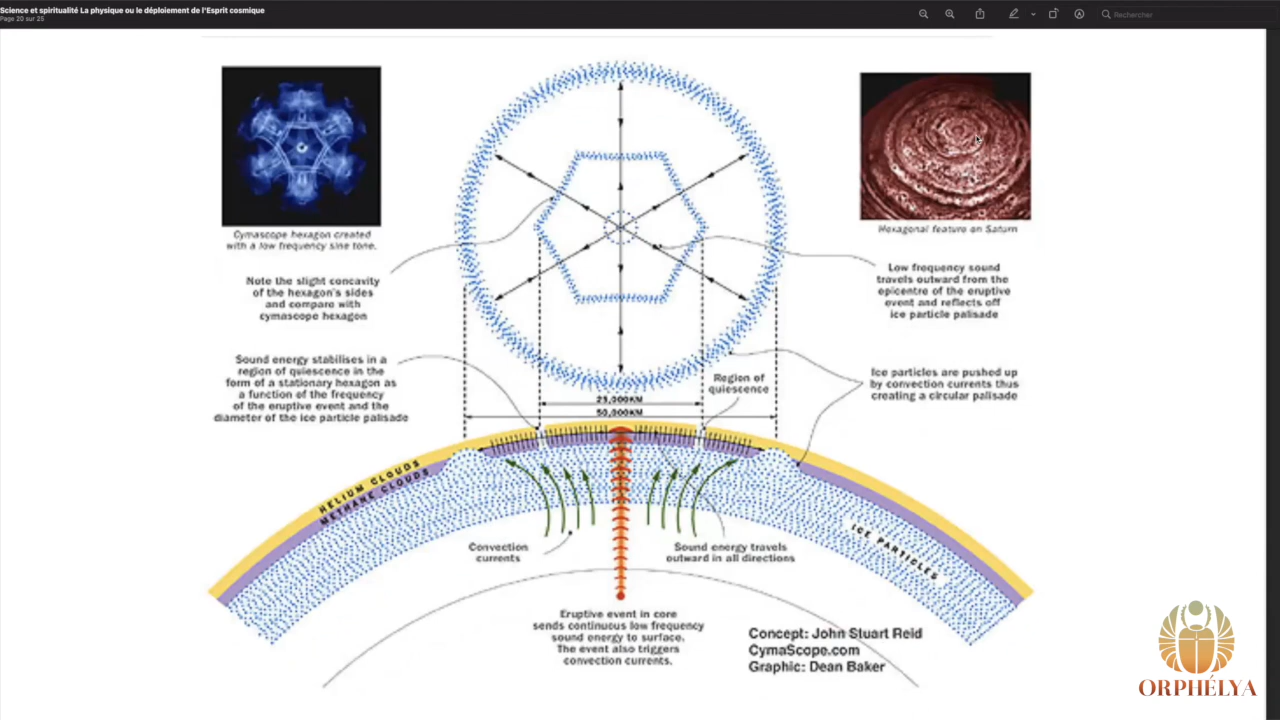 Science et spiritualité La physique ou le déploiement de l'Esprit cosmique
Page 20 sur 25
Rechercher
Cymascope hexagon created
with a low frequency sine tone.
Hexagonal feature on Saturn
Note the slight concavity
of the hexagon's sides
and compare with
cymascope hexagon
Low frequency sound
travels outward from the
epicentre of the eruptive
event and reflects off
ice particle palisade
Sound energy stabilises in a
region of quiescence in the
form of a stationary hexagon as
a function of the frequency
of the eruptive event and the
diameter of the ice particle palisade
Region of
quiescence
Ice particles are pushed up
by convection currents thus
creating a circular palisade
25,000KM
50,000KM
HELIUM CLOUDS
METHANE CLOUDS
ICE PARTICLES
Convection
currents
Sound energy travels
outward in all directions
Eruptive event in core
sends continuous low frequency
sound energy to surface.
The event also triggers
convection currents.
Concept: John Stuart Reid
CymaScope.com
Graphic: Dean Baker
ORPHÉLYA